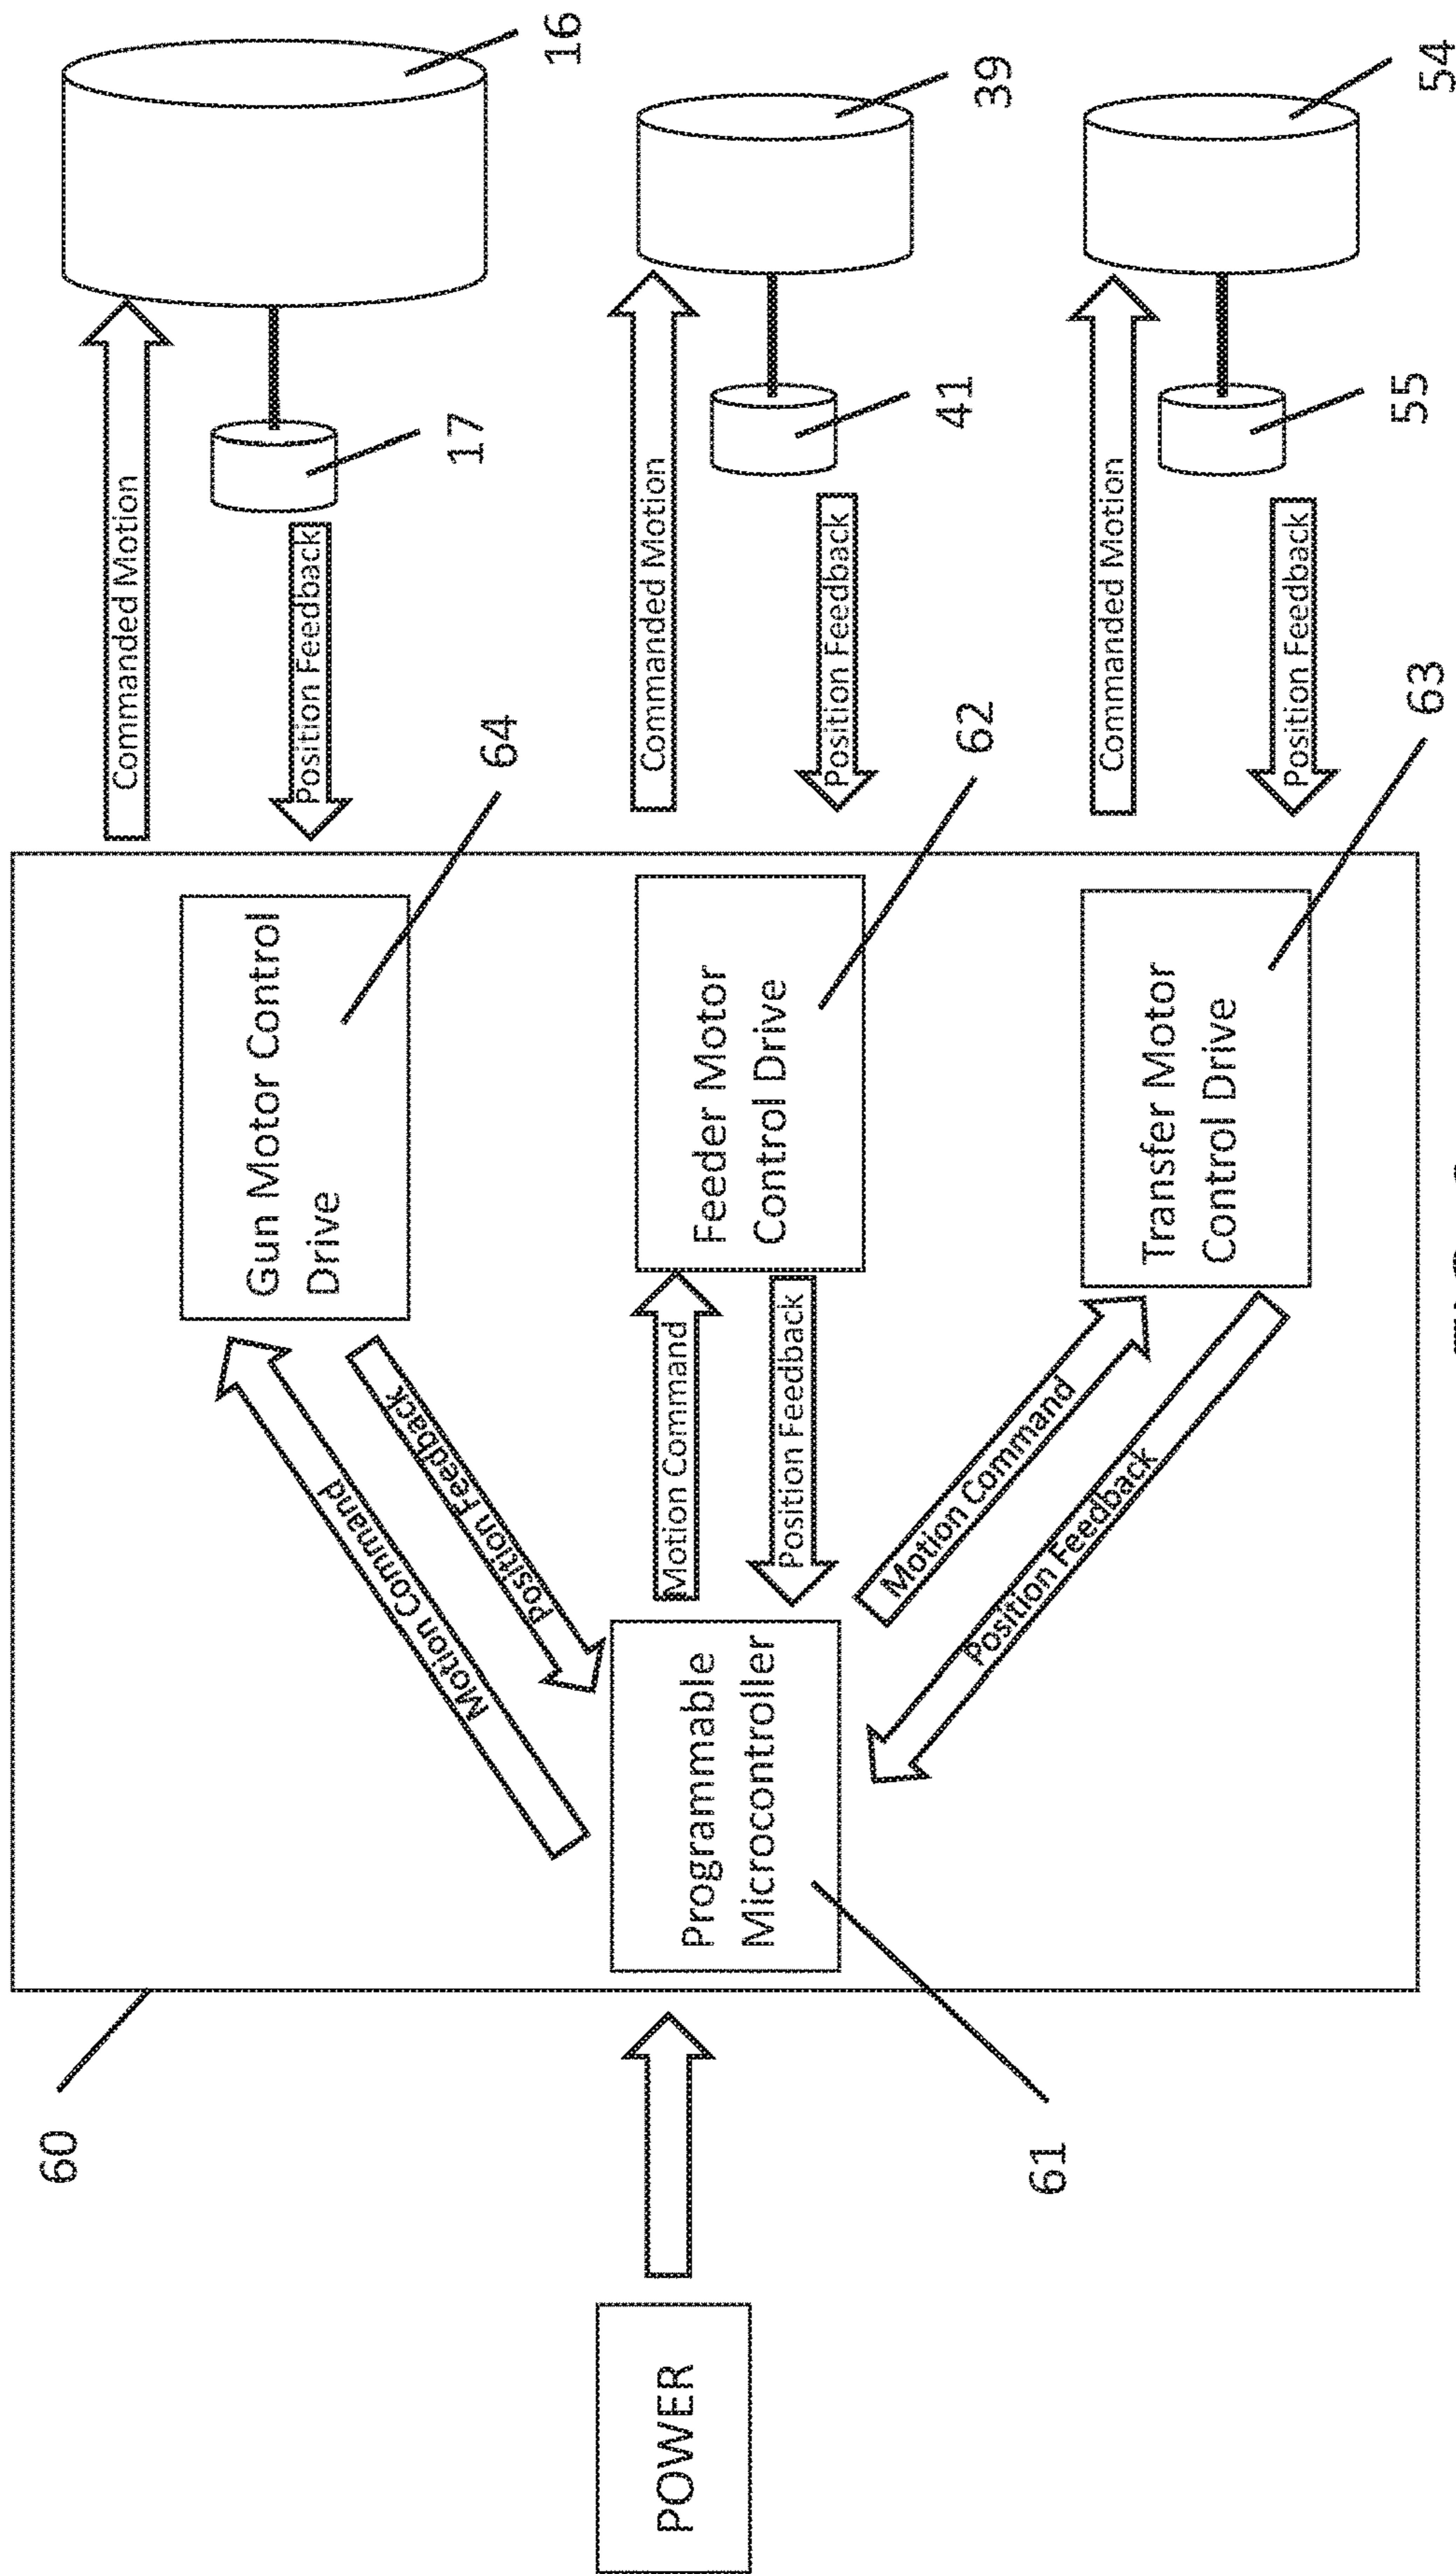 60
POWER
61
Programmable
Microcontroller
Motion Command
Position Feedback
Motion Command
Position Feedback
Motion Command
Position Feedback
Gun Motor Control
Drive
64
Feeder Motor
Control Drive
62
Transfer Motor
Control Drive
63
Commanded Motion
Position Feedback
17
16
Commanded Motion
Position Feedback
41
39
Commanded Motion
Position Feedback
55
54